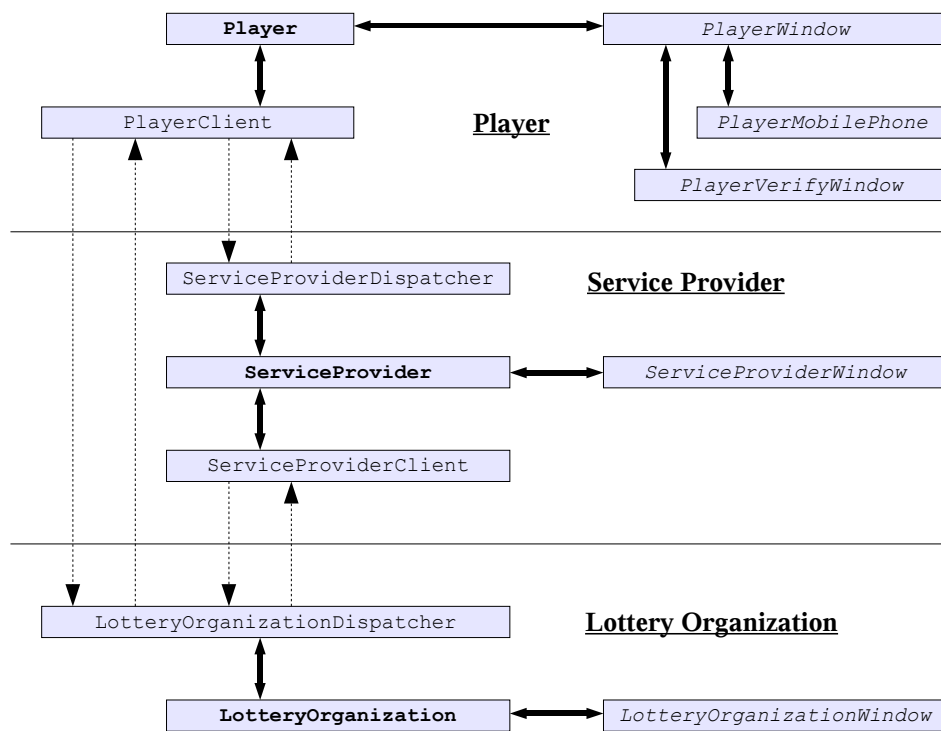 Player
PlayerWindow
PlayerClient
Player
PlayerMobilePhone
PlayerVerifyWindow
ServiceProviderDispatcher
Service Provider
ServiceProvider
ServiceProviderWindow
ServiceProviderClient
LotteryOrganizationDispatcher
Lottery Organization
LotteryOrganization
LotteryOrganizationWindow